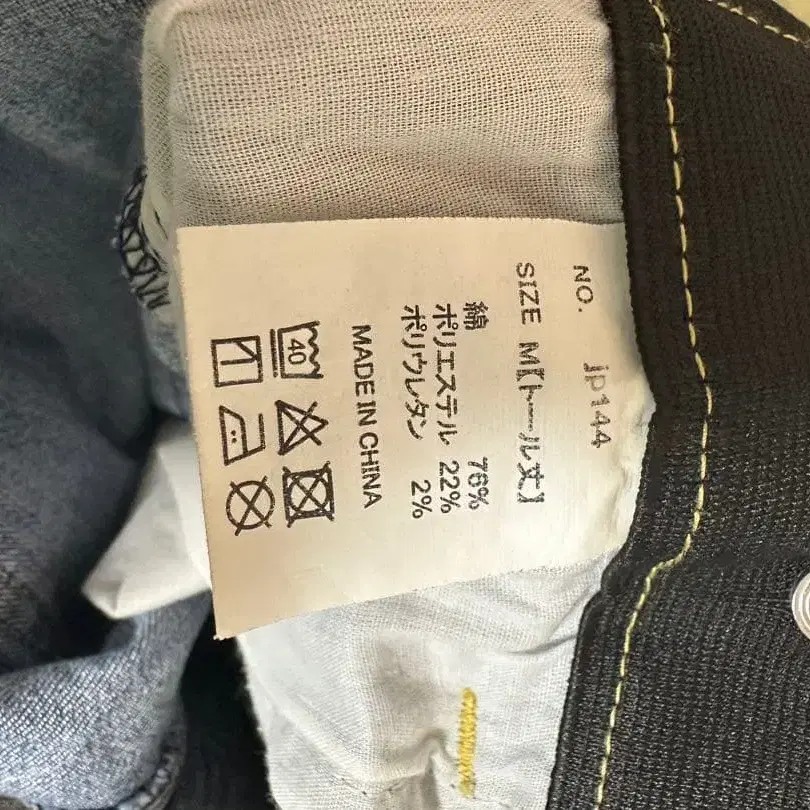 NO. jp144
SIZE M【トール丈】
綿 76%
ポリエステル 22%
ポリウレタン 2%
MADE IN CHINA
40